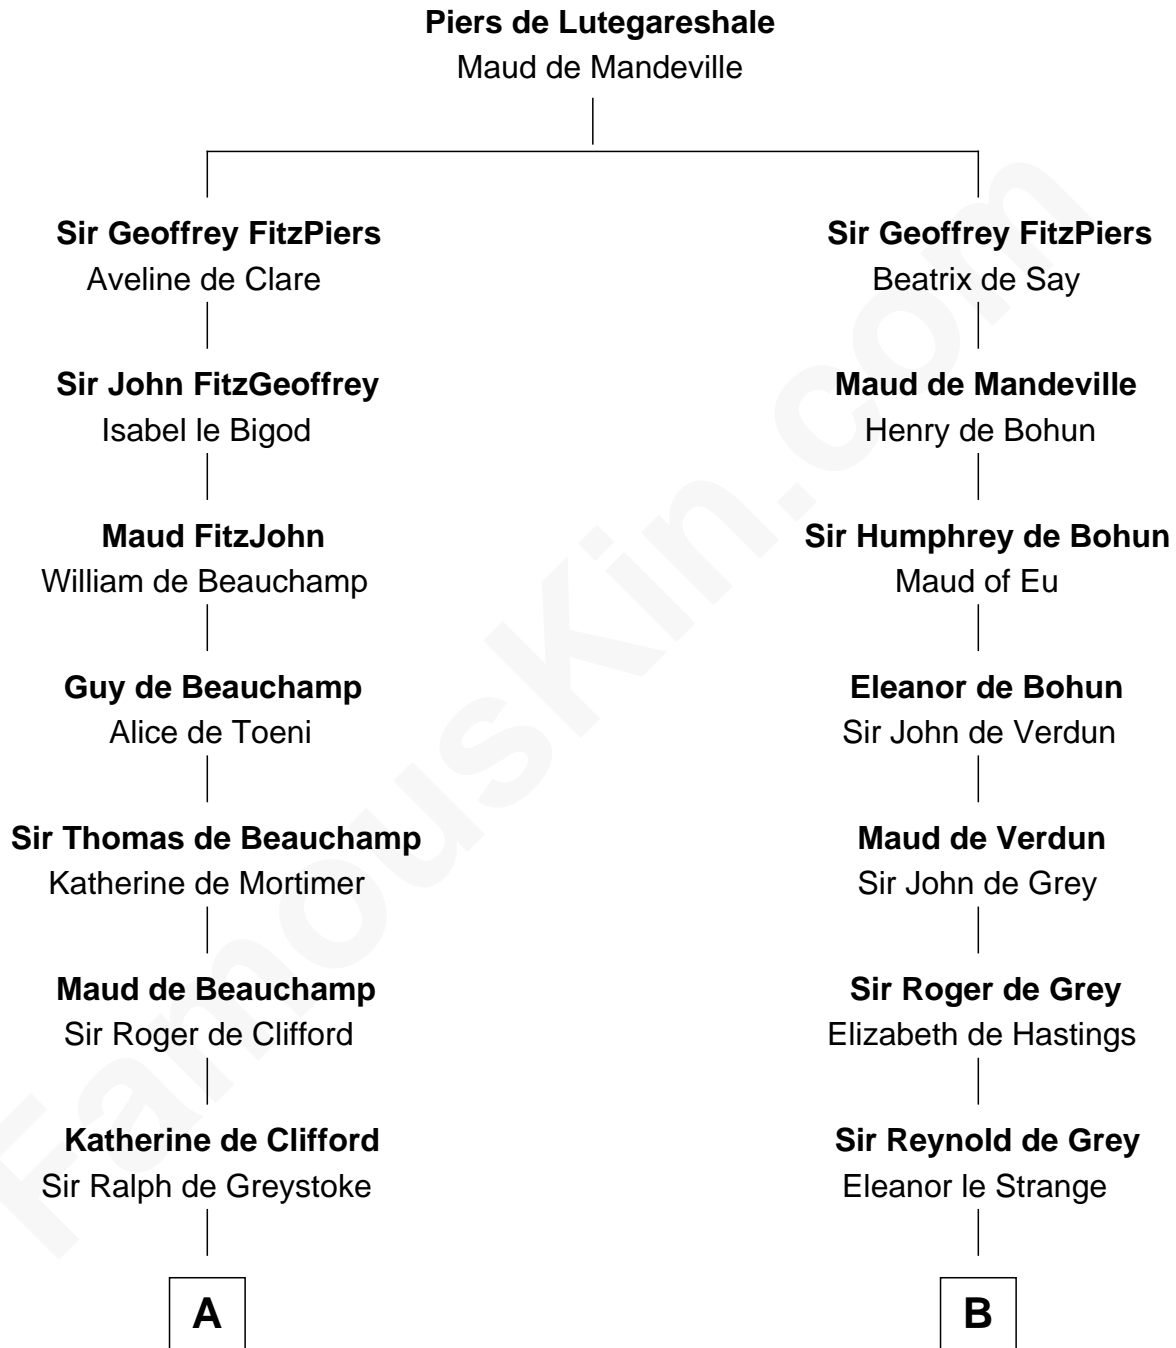 Piers de Lutegareshale
Maud de Mandeville
Sir Geoffrey FitzPiers
Aveline de Clare
Sir John FitzGeoffrey
Isabel le Bigod
Maud FitzJohn
William de Beauchamp
Guy de Beauchamp
Alice de Toeni
Sir Thomas de Beauchamp
Katherine de Mortimer
Maud de Beauchamp
Sir Roger de Clifford
Katherine de Clifford
Sir Ralph de Greystoke
A
Sir Geoffrey FitzPiers
Beatrix de Say
Maud de Mandeville
Henry de Bohun
Sir Humphrey de Bohun
Maud of Eu
Eleanor de Bohun
Sir John de Verdun
Maud de Verdun
Sir John de Grey
Sir Roger de Grey
Elizabeth de Hastings
Sir Reynold de Grey
Eleanor le Strange
B
FamousKin.com